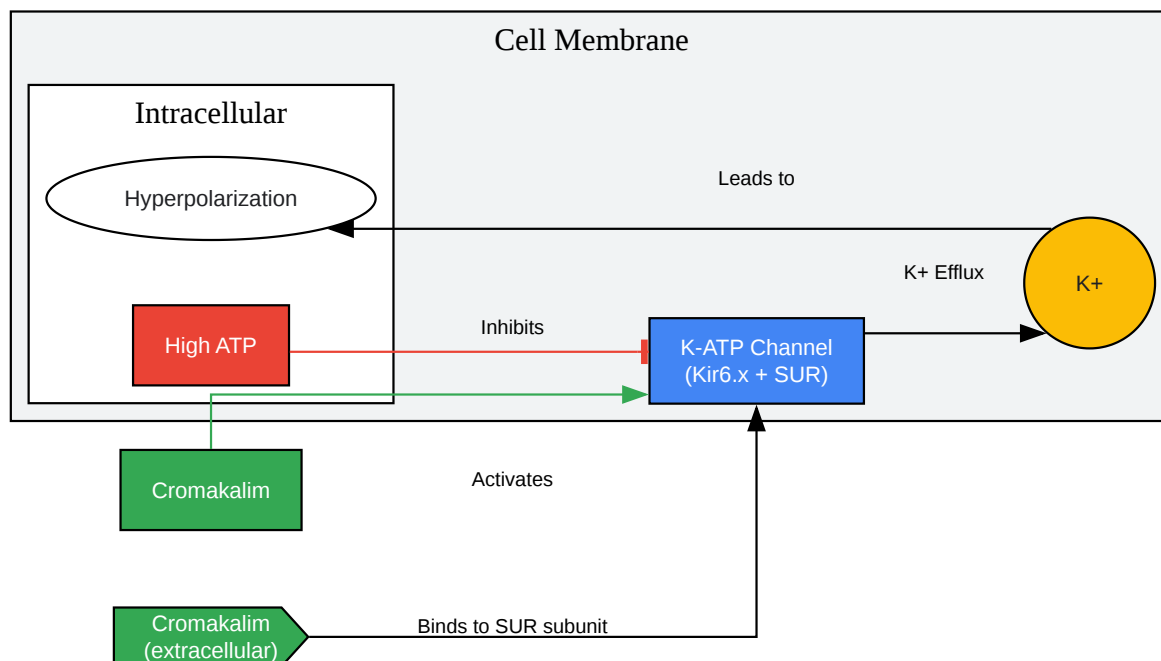 Cell Membrane
Intracellular
Hyperpolarization
Leads to
K+ Efflux
K+
High ATP
Inhibits
K-ATP Channel
(Kir6.x + SUR)
Cromakalim
Activates
Cromakalim
(extracellular)
Binds to SUR subunit